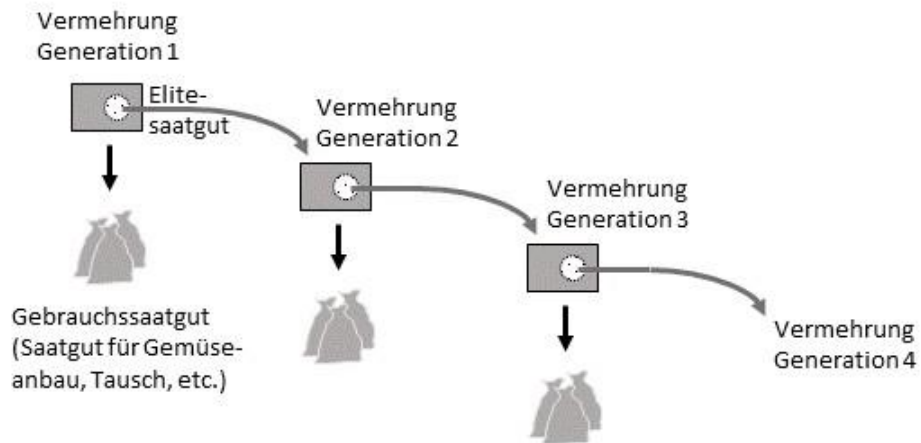 Vermehrung
Generation 1
Elite-
saatgut
Vermehrung
Generation 2
Vermehrung
Generation 3
Gebrauchssaatgut
(Saatgut für Gemüse-
anbau, Tausch, etc.)
Vermehrung
Generation 4